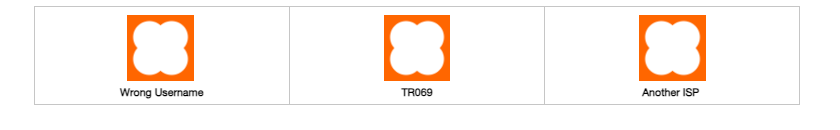 Wrong Username
TR069
Another ISP